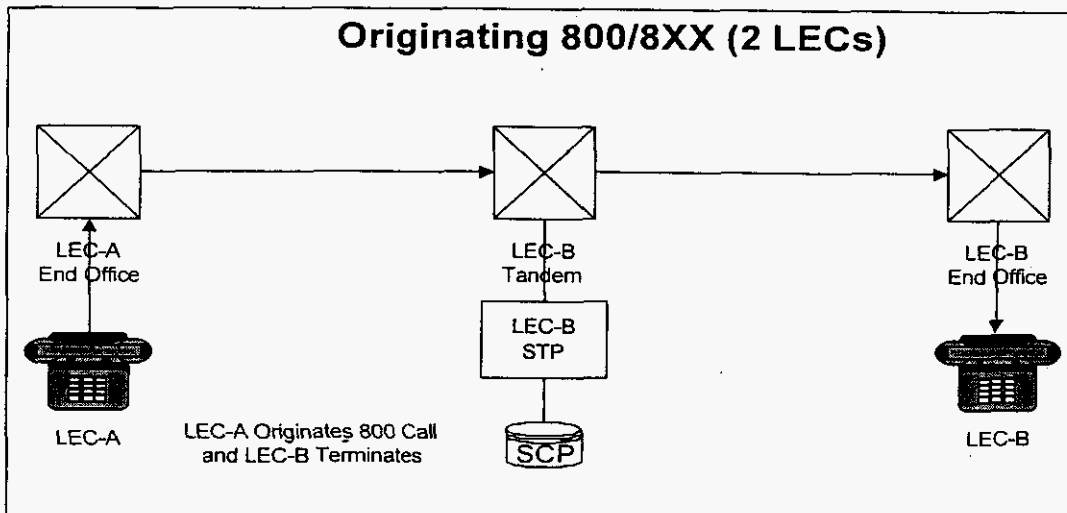 Originating 800/8XX (2 LECs)
LEC-A
End Office
LEC-B
Tandem
LEC-B
End Office
LEC-B
STP
LEC-A
LEC-A Originates 800 Call
and LEC-B Terminates
SCP
LEC-B